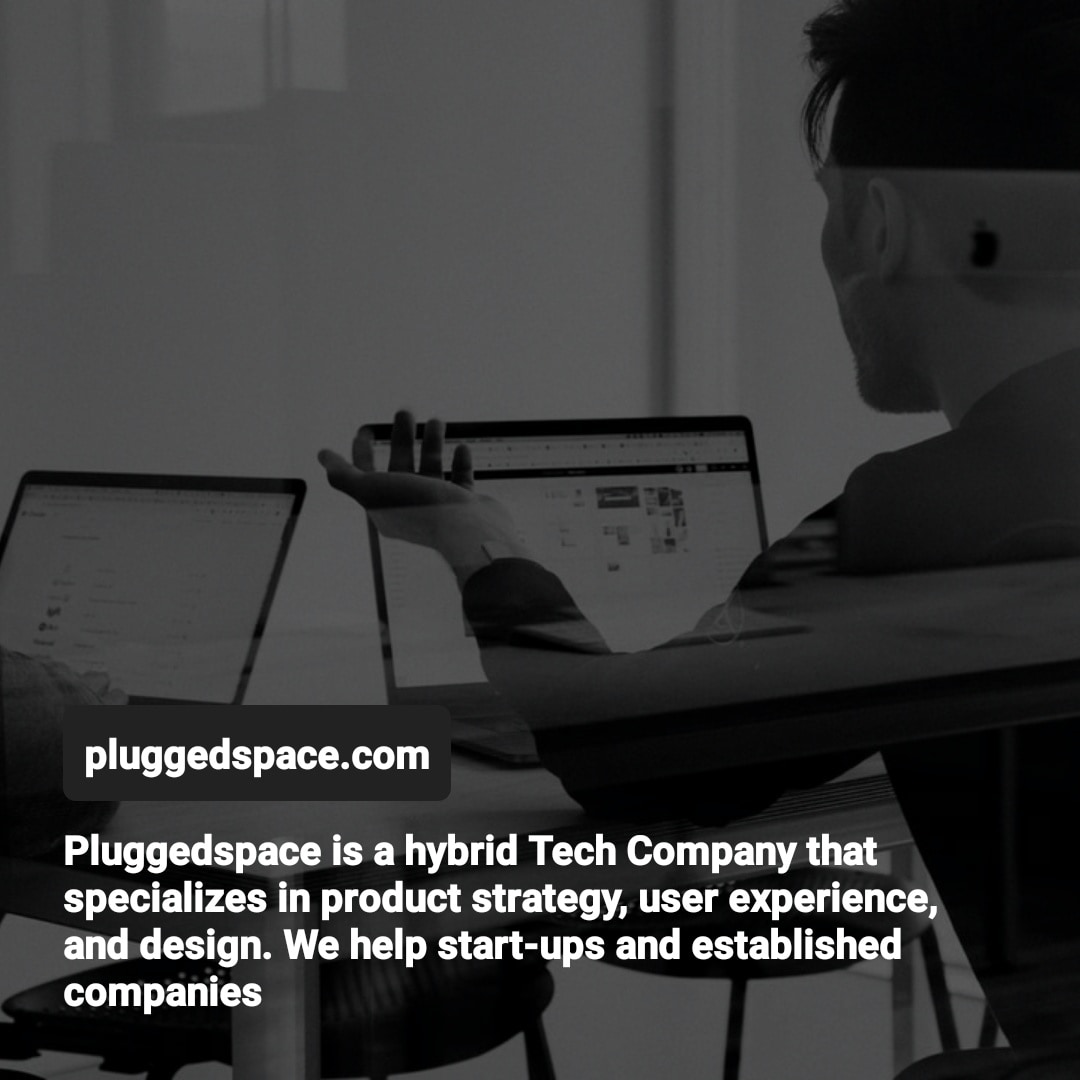 pluggedspace.com
Pluggedspace is a hybrid Tech Company that
specializes in product strategy, user experience,
and design. We help start-ups and established
companies